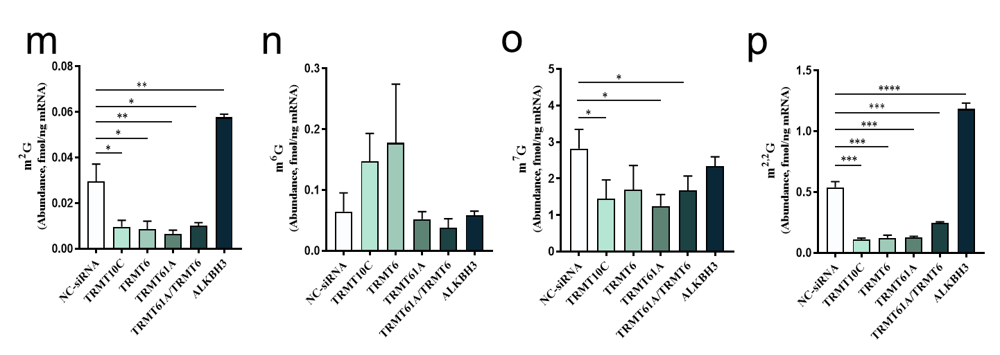 m
n
o
p
m²G
(Abundance, fmol/ng mRNA)
0.08
0.06
0.04
0.02
0.00
**
*
**
*
*
NC-siRNA
TRMT10C
TRMT6
TRMT61A
TRMT61A/TRMT6
ALKBH3
m⁶G
(Abundance, fmol/ng mRNA)
0.3
0.2
0.1
0.0
NC-siRNA
TRMT10C
TRMT6
TRMT61A
TRMT61A/TRMT6
ALKBH3
m⁷G
(Abundance, fmol/ng mRNA)
5
4
3
2
1
0
*
*
*
NC-siRNA
TRMT10C
TRMT6
TRMT61A
TRMT61A/TRMT6
ALKBH3
m²,²G
(Abundance, fmol/ng mRNA)
1.5
1.0
0.5
0.0
****
***
***
***
***
NC-siRNA
TRMT10C
TRMT6
TRMT61A
TRMT61A/TRMT6
ALKBH3